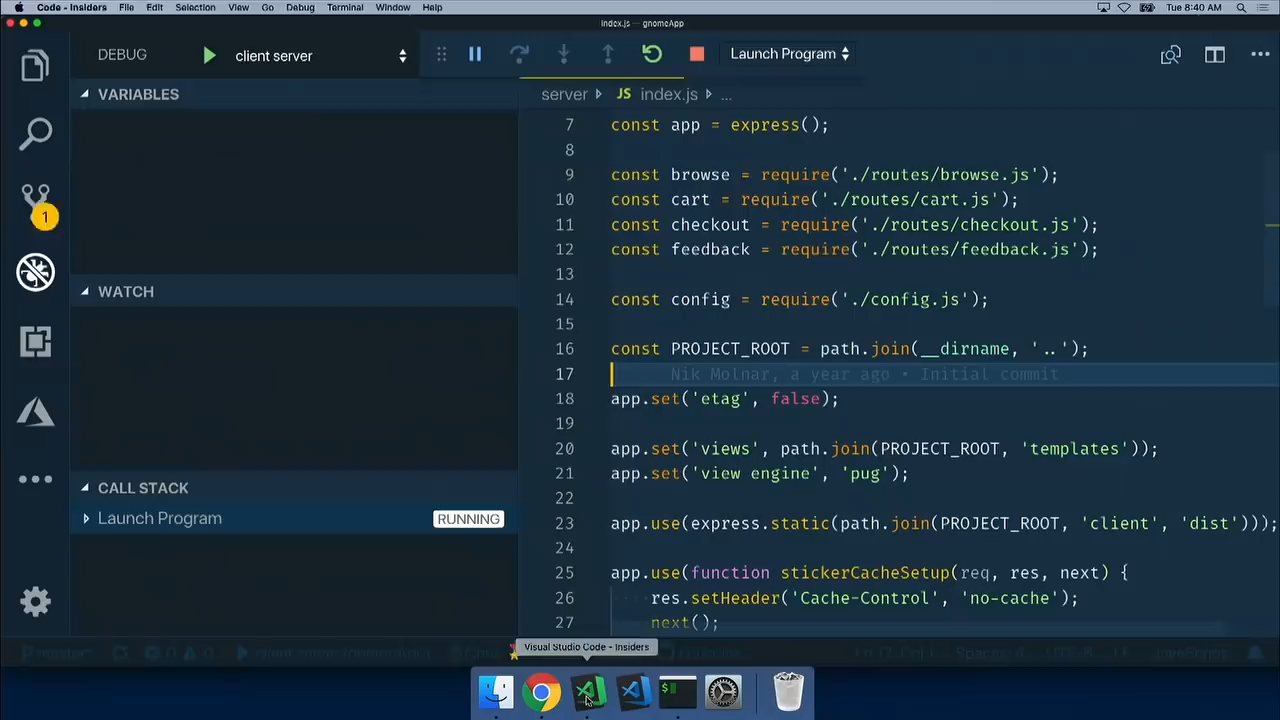 Code - Insiders File Edit Selection View Go Debug Terminal Window Help Tue 8:40 AM
index.js — gnomeApp
DEBUG client server Launch Program
VARIABLES
server JS index.js ...
7 const app = express();
8
9 const browse = require('./routes/browse.js');
10 const cart = require('./routes/cart.js');
11 const checkout = require('./routes/checkout.js');
1
12 const feedback = require('./routes/feedback.js');
13
WATCH
14 const config = require('./config.js');
15
16 const PROJECT_ROOT = path.join(__dirname, '..');
17 Nik Molnar, a year ago • Initial commit
18 app.set('etag', false);
19
20 app.set('views', path.join(PROJECT_ROOT, 'templates'));
21 app.set('view engine', 'pug');
CALL STACK
22
Launch Program RUNNING
23 app.use(express.static(path.join(PROJECT_ROOT, 'client', 'dist')));
24
25 app.use(function stickerCacheSetup(req, res, next) {
26 res.setHeader('Cache-Control', 'no-cache');
27 next();
Visual Studio Code - Insiders
master* 0 0
$